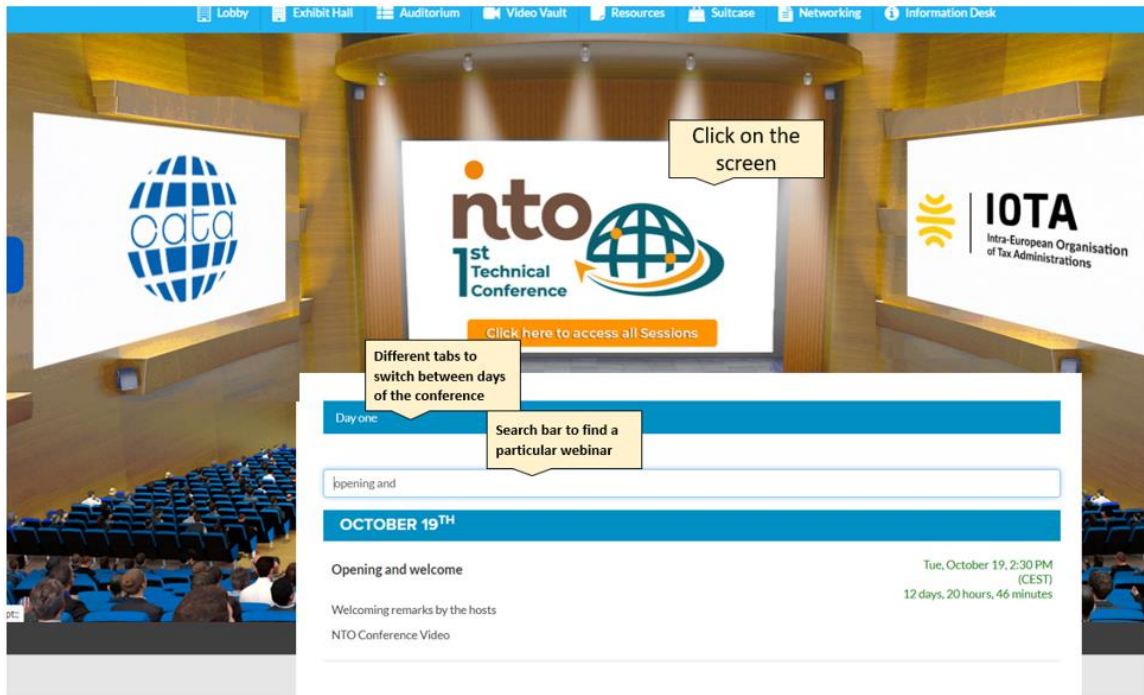 Lobby Exhibit Hall Auditorium Video Vault Resources Suitcase Networking Information Desk
Click on the
screen
cata
nto
1st
Technical
Conference
Click here to access all Sessions
IOTA
Intra-European Organisation
of Tax Administrations
Different tabs to
switch between days
of the conference
Day one
Search bar to find a
particular webinar
opening and
OCTOBER 19TH
Opening and welcome
Tue, October 19, 2:30 PM
(CEST)
12 days, 20 hours, 46 minutes
Welcoming remarks by the hosts
NTO Conference Video